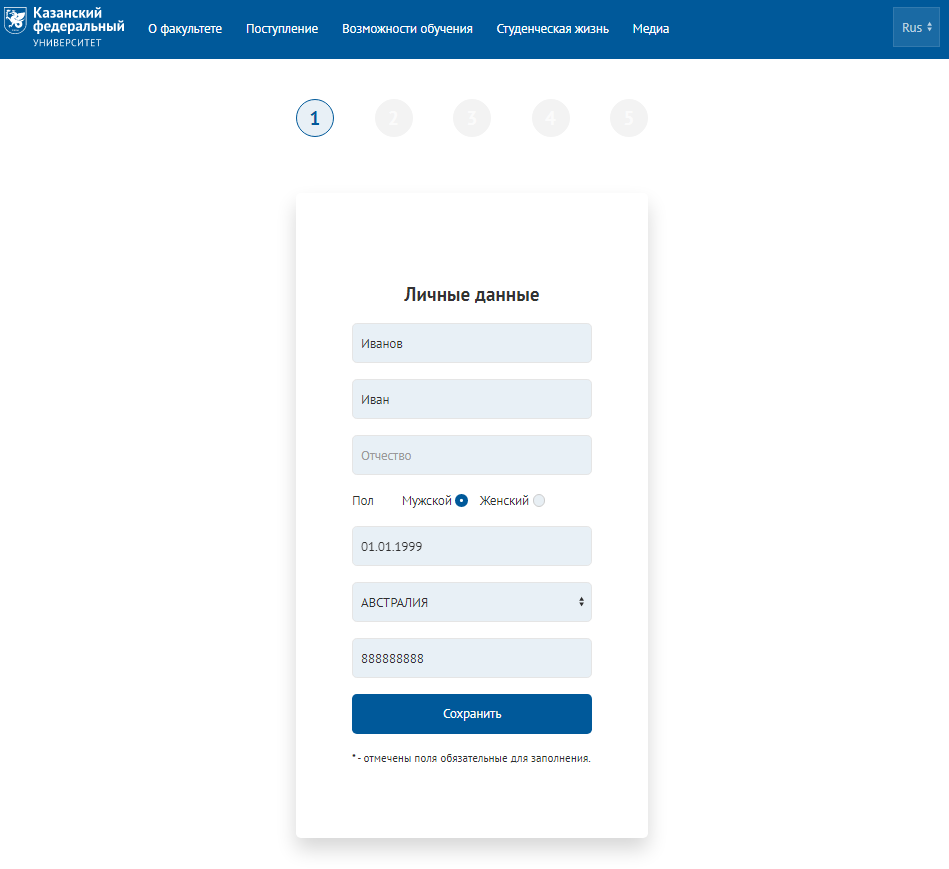 Казанский
федеральный
УНИВЕРСИТЕТ
О факультете Поступление Возможности обучения Студенческая жизнь Медиа
Rus
1 2 3 4 5
Личные данные
Иванов
Иван
Отчество
Пол Мужской Женский
01.01.1999
АВСТРАЛИЯ
888888888
Сохранить
* - отмечены поля обязательные для заполнения.